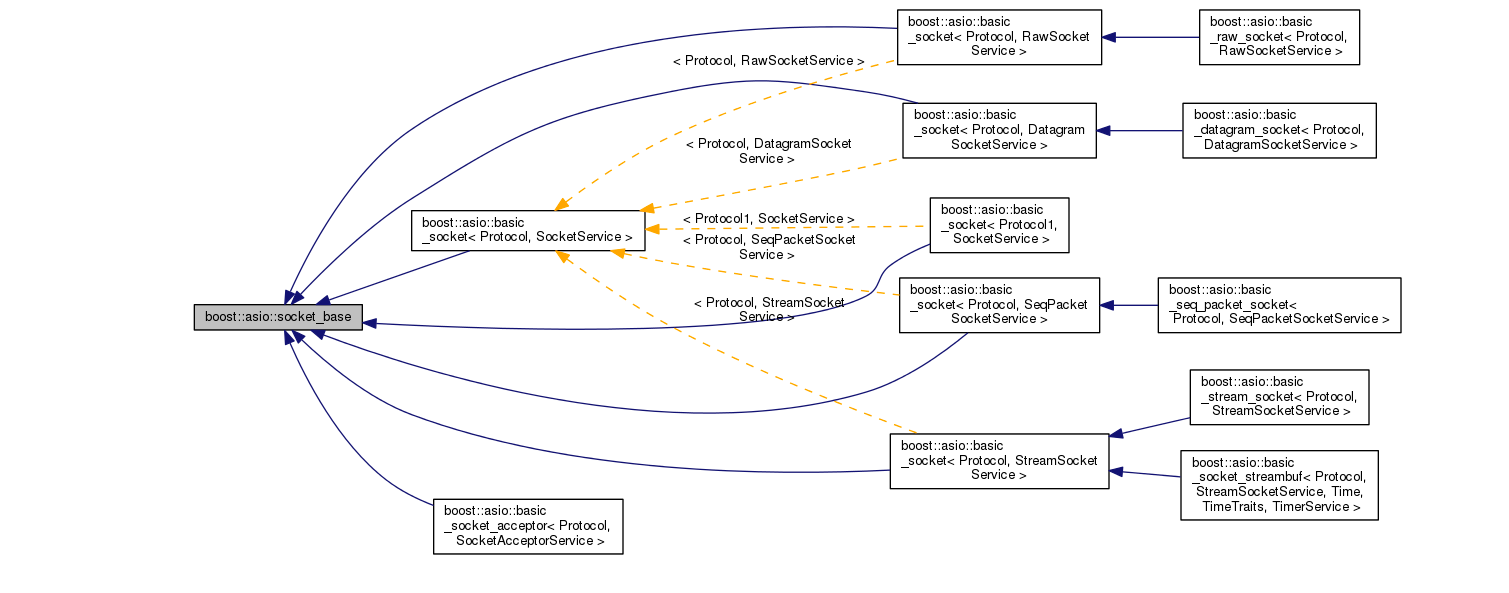 boost::asio::basic
_socket< Protocol, RawSocket
Service >
boost::asio::basic
_raw_socket< Protocol,
RawSocketService >
< Protocol, RawSocketService >
boost::asio::basic
_socket< Protocol, Datagram
SocketService >
boost::asio::basic
_datagram_socket< Protocol,
DatagramSocketService >
< Protocol, DatagramSocket
Service >
boost::asio::basic
_socket< Protocol, SocketService >
< Protocol1, SocketService >
boost::asio::basic
_socket< Protocol1,
SocketService >
< Protocol, SeqPacketSocket
Service >
boost::asio::socket_base
< Protocol, StreamSocket
Service >
boost::asio::basic
_socket< Protocol, SeqPacket
SocketService >
boost::asio::basic
_seq_packet_socket<
Protocol, SeqPacketSocketService >
boost::asio::basic
_stream_socket< Protocol,
StreamSocketService >
boost::asio::basic
_socket< Protocol, StreamSocket
Service >
boost::asio::basic
_socket_streambuf< Protocol,
StreamSocketService, Time,
TimeTraits, TimerService >
boost::asio::basic
_socket_acceptor< Protocol,
SocketAcceptorService >